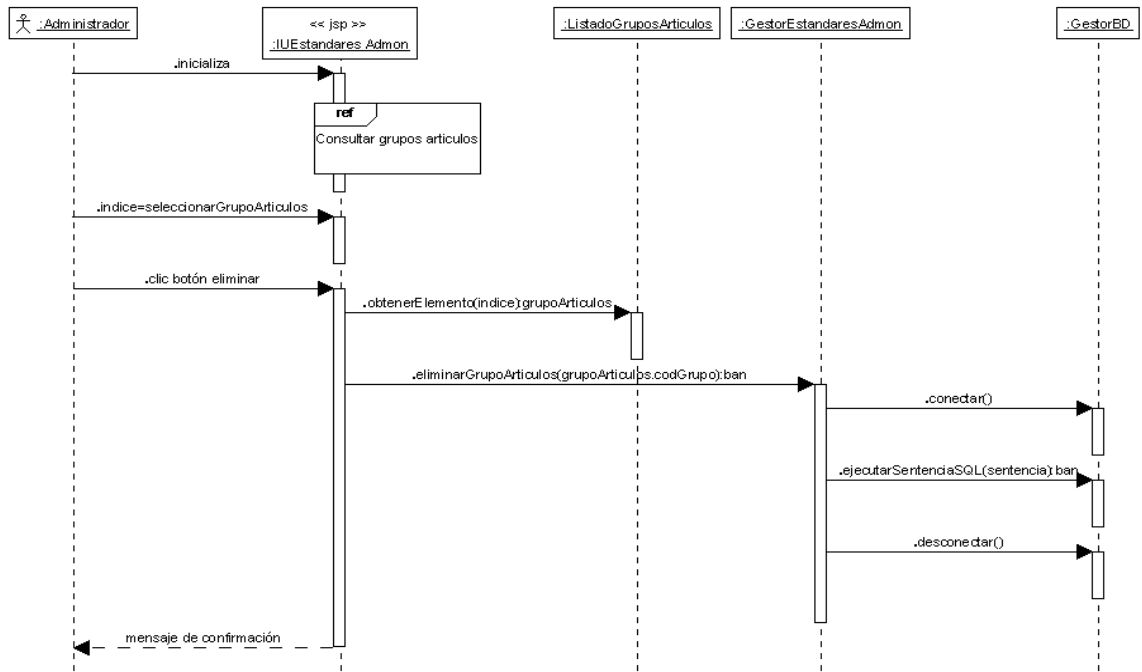 :Administrador
<< jsp >>
:IUEstandares Admon
:ListadoGruposArticulos
:GestorEstandaresAdmon
:GestorBD
.inicializa
ref
Consultar grupos articulos
.indice=seleccionarGrupoArticulos
.clic botón eliminar
.obtenerElemento(indice):grupoArticulos
.eliminarGrupoArticulos(grupoArticulos.codGrupo):ban
.conectar()
.ejecutarSentenciaSQL(sentencia):ban
.desconectar()
mensaje de confirmación